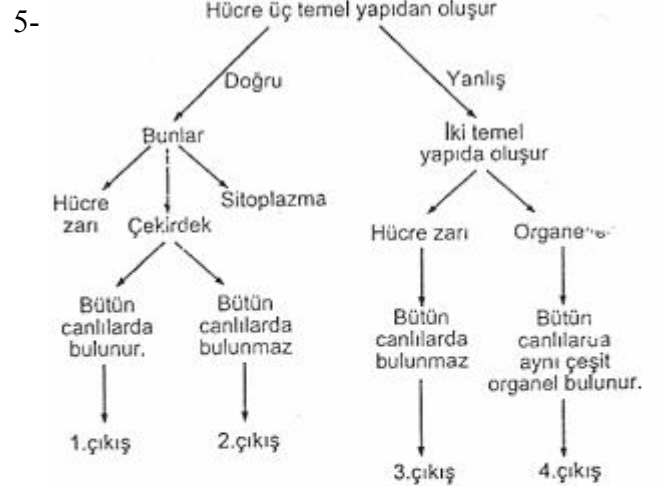 5-
Hücre üç temel yapıdan oluşur
Doğru
Yanlış
Bunlar
İki temel
yapıda oluşur
Hücre
zarı
Çekirdek
Sitoplazma
Hücre zarı
Bütün
canlılarda
bulunur.
Bütün
canlılarda
bulunmaz
Bütün
canlılarda
bulunmaz
Bütün
canlılarda
aynı çeşit
organel bulunur.
1.çıkış
2.çıkış
3.çıkış
4.çıkış